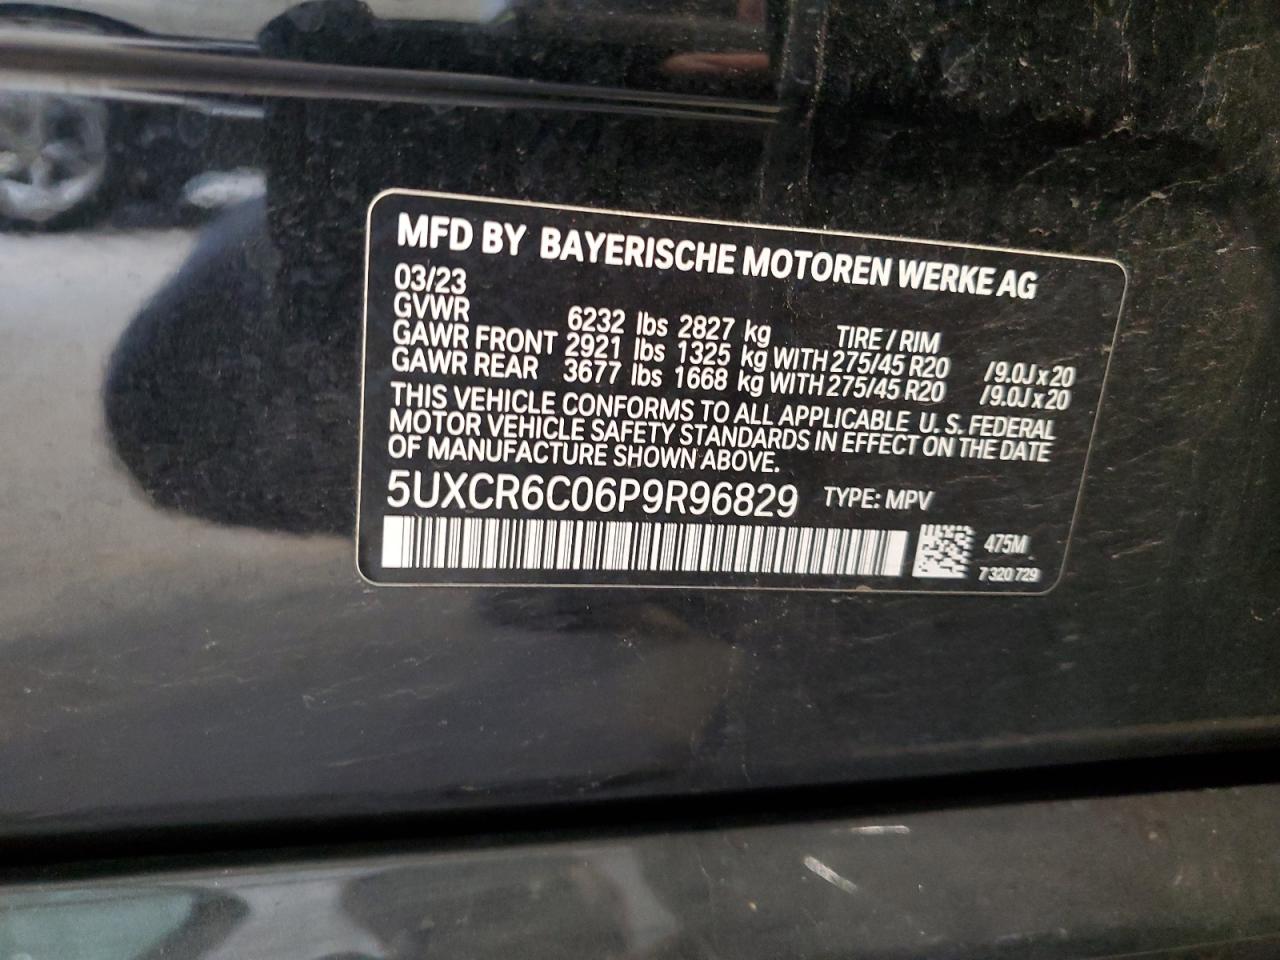 MFD BY BAYERISCHE MOTOREN WERKE AG
03/23
GVWR 6232 lbs 2827 kg TIRE / RIM
GAWR FRONT 2921 lbs 1325 kg WITH 275/45 R20 /9.0J x 20
GAWR REAR 3677 lbs 1668 kg WITH 275/45 R20 /9.0J x 20
THIS VEHICLE CONFORMS TO ALL APPLICABLE U.S. FEDERAL
MOTOR VEHICLE SAFETY STANDARDS IN EFFECT ON THE DATE
OF MANUFACTURE SHOWN ABOVE.
5UXCR6C06P9R96829 TYPE: MPV
475M
7 320 729